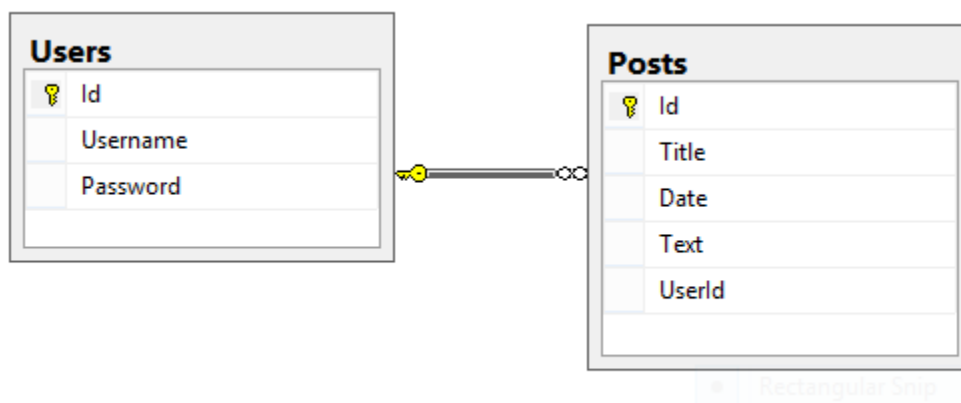 Users
Id
Username
Password
Posts
Id
Title
Date
Text
UserId
Rectangular Snip